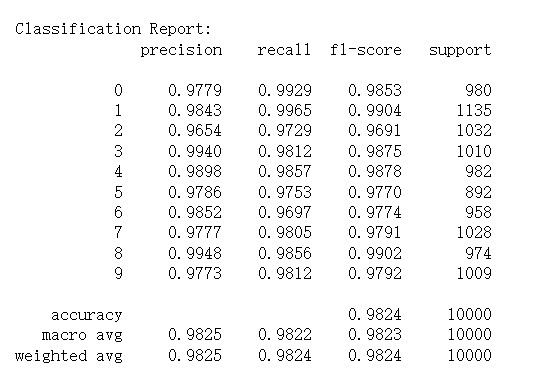 Classification Report:
precision recall f1-score support
0 0.9779 0.9929 0.9853 980
1 0.9843 0.9965 0.9904 1135
2 0.9654 0.9729 0.9691 1032
3 0.9940 0.9812 0.9875 1010
4 0.9898 0.9857 0.9878 982
5 0.9786 0.9753 0.9770 892
6 0.9852 0.9697 0.9774 958
7 0.9777 0.9805 0.9791 1028
8 0.9948 0.9856 0.9902 974
9 0.9773 0.9812 0.9792 1009
accuracy 0.9824 10000
macro avg 0.9825 0.9822 0.9823 10000
weighted avg 0.9825 0.9824 0.9824 10000